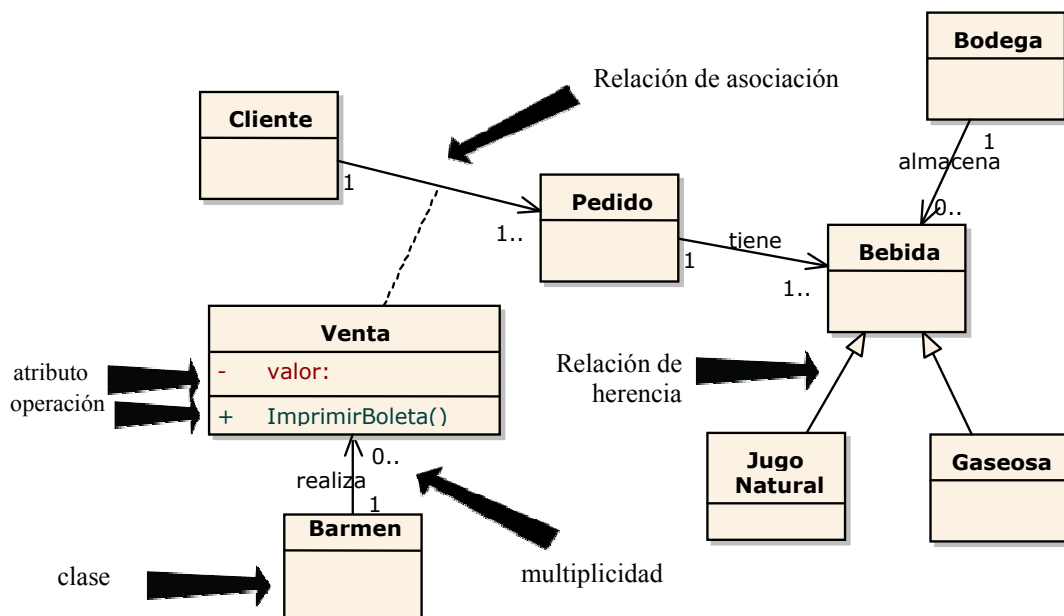 Bodega
Relación de asociación
Cliente
1
almacena
1
Pedido
0..
1..
tiene
Bebida
1
1..
Venta
- valor:
+ ImprimirBoleta()
atributo
operación
Relación de
herencia
0..
realiza
1
Jugo
Natural
Gaseosa
Barmen
multiplicidad
clase